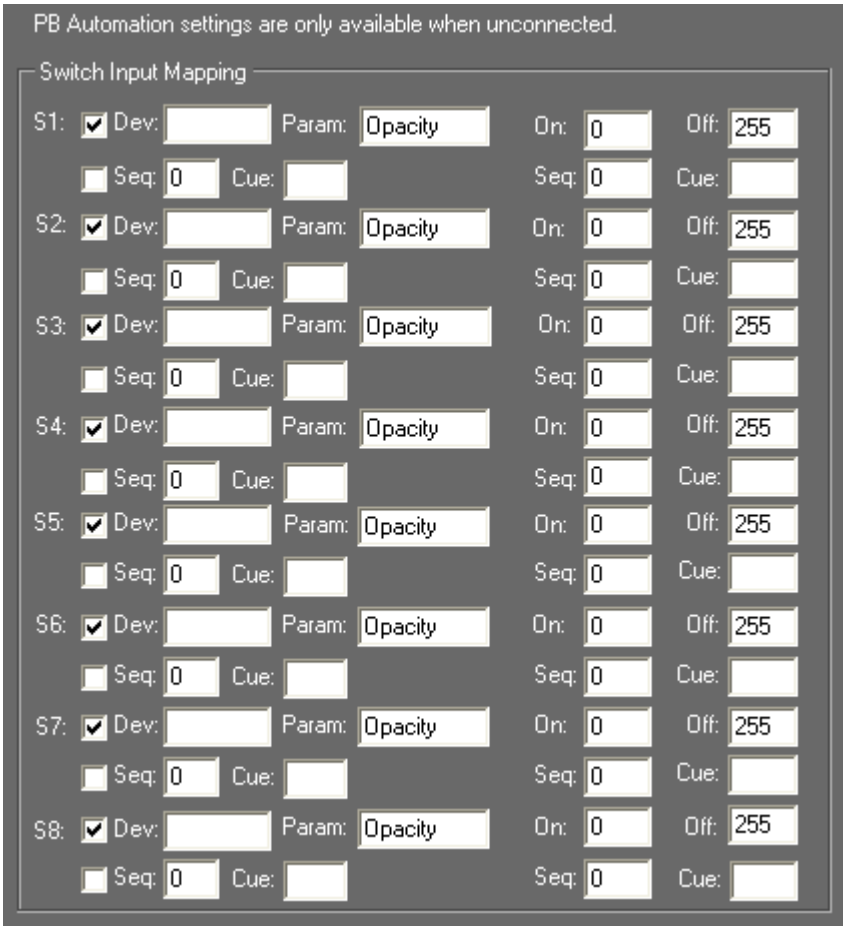 PB Automation settings are only available when unconnected.
Switch Input Mapping
S1: Dev: Param: Opacity On: 0 Off: 255
Seq: 0 Cue: Seq: 0 Cue:
S2: Dev: Param: Opacity On: 0 Off: 255
Seq: 0 Cue: Seq: 0 Cue:
S3: Dev: Param: Opacity On: 0 Off: 255
Seq: 0 Cue: Seq: 0 Cue:
S4: Dev: Param: Opacity On: 0 Off: 255
Seq: 0 Cue: Seq: 0 Cue:
S5: Dev: Param: Opacity On: 0 Off: 255
Seq: 0 Cue: Seq: 0 Cue:
S6: Dev: Param: Opacity On: 0 Off: 255
Seq: 0 Cue: Seq: 0 Cue:
S7: Dev: Param: Opacity On: 0 Off: 255
Seq: 0 Cue: Seq: 0 Cue:
S8: Dev: Param: Opacity On: 0 Off: 255
Seq: 0 Cue: Seq: 0 Cue: